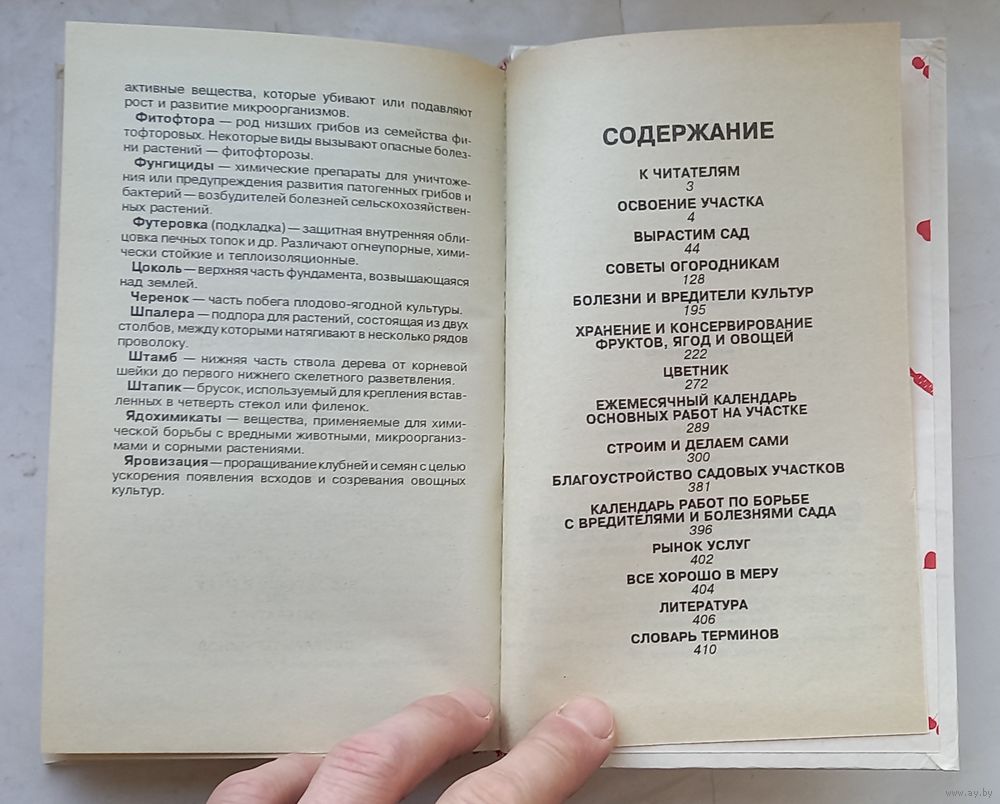 активные вещества, которые убивают или подавляют
рост и развитие микроорганизмов.
Фитофтора — род низших грибов из семейства фи-
тофторовых. Некоторые виды вызывают опасные болез-
ни растений — фитофторозы.
Фунгициды — химические препараты для уничтоже-
ния или предупреждения развития патогенных грибов и
бактерий — возбудителей болезней сельскохозяйствен-
ных растений.
Футеровка (подкладка) — защитная внутренняя обли-
цовка печных топок и др. Различают огнеупорные, хими-
чески стойкие и теплоизоляционные.
Цоколь — верхняя часть фундамента, возвышающаяся
над землей.
Черенок — часть побега плодово-ягодной культуры.
Шпалера — подпора для растений, состоящая из двух
столбов, между которыми натягивают в несколько рядов
проволоку.
Штамб — нижняя часть ствола дерева от корневой
шейки до первого нижнего скелетного разветвления.
Штапик — брусок, используемый для крепления встав-
ленных в четверть стекол или филенок.
Ядохимикаты — вещества, применяемые для хими-
ческой борьбы с вредными животными, микроорганиз-
мами и сорными растениями.
Яровизация — проращивание клубней и семян с целью
ускорения появления всходов и созревания овощных
культур.
СОДЕРЖАНИЕ
К ЧИТАТЕЛЯМ
3
ОСВОЕНИЕ УЧАСТКА
4
ВЫРАСТИМ САД
44
СОВЕТЫ ОГОРОДНИКАМ
128
БОЛЕЗНИ И ВРЕДИТЕЛИ КУЛЬТУР
195
ХРАНЕНИЕ И КОНСЕРВИРОВАНИЕ
ФРУКТОВ, ЯГОД И ОВОЩЕЙ
222
ЦВЕТНИК
272
ЕЖЕМЕСЯЧНЫЙ КАЛЕНДАРЬ
ОСНОВНЫХ РАБОТ НА УЧАСТКЕ
289
СТРОИМ И ДЕЛАЕМ САМИ
300
БЛАГОУСТРОЙСТВО САДОВЫХ УЧАСТКОВ
381
КАЛЕНДАРЬ РАБОТ ПО БОРЬБЕ
С ВРЕДИТЕЛЯМИ И БОЛЕЗНЯМИ САДА
396
РЫНОК УСЛУГ
402
ВСЕ ХОРОШО В МЕРУ
404
ЛИТЕРАТУРА
406
СЛОВАРЬ ТЕРМИНОВ
410
www.ay.by